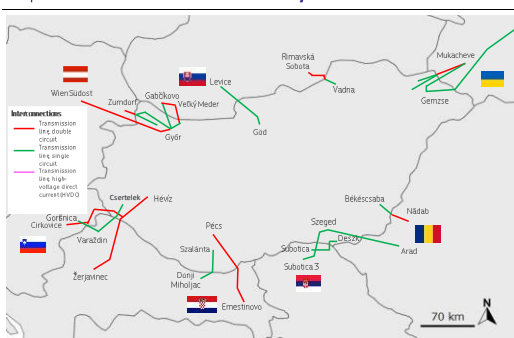 Rimavská
Sobota
Mukacheve
Wien Südost
Zurndorf
Gabčíkovo
Veľký Meder
Levice
Vadna
Gemzse
Interconnections
Transmission
line, double
circuit
Transmission
line, single
circuit
Transmission
line, high-
voltage direct
current (HVDC)
Győr
Göd
Csertelek
Hévíz
Békéscsaba
Nădab
Goričnica
Cirkovice
Varaždin
Pécs
Szeged
Szalánta
Subotica
Deszk
Arad
Subotica 3
Žerjavinec
Donji
Miholjac
Ernestinovo
70 km
N